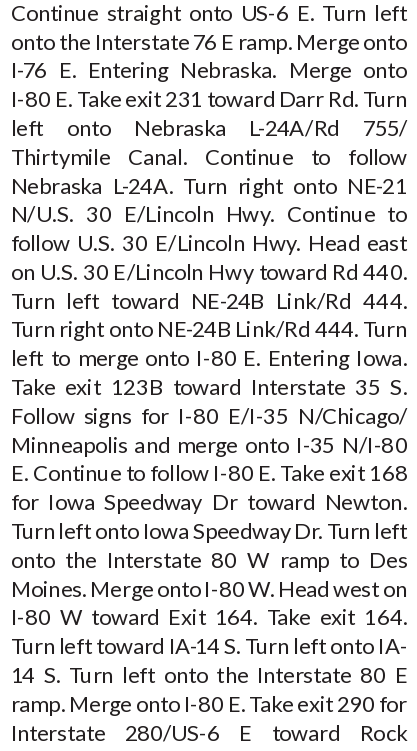 Continue straight onto US-6 E. Turn left
onto the Interstate 76 E ramp. Merge onto
I-76 E. Entering Nebraska. Merge onto
I-80 E. Take exit 231 toward Darr Rd. Turn
left onto Nebraska L-24A/Rd 755/
Thirtymile Canal. Continue to follow
Nebraska L-24A. Turn right onto NE-21
N/U.S. 30 E/Lincoln Hwy. Continue to
follow U.S. 30 E/Lincoln Hwy. Head east
on U.S. 30 E/Lincoln Hwy toward Rd 440.
Turn left toward NE-24B Link/Rd 444.
Turn right onto NE-24B Link/Rd 444. Turn
left to merge onto I-80 E. Entering Iowa.
Take exit 123B toward Interstate 35 S.
Follow signs for I-80 E/I-35 N/Chicago/
Minneapolis and merge onto I-35 N/I-80
E. Continue to follow I-80 E. Take exit 168
for Iowa Speedway Dr toward Newton.
Turn left onto Iowa Speedway Dr. Turn left
onto the Interstate 80 W ramp to Des
Moines. Merge onto I-80 W. Head west on
I-80 W toward Exit 164. Take exit 164.
Turn left toward IA-14 S. Turn left onto IA-
14 S. Turn left onto the Interstate 80 E
ramp. Merge onto I-80 E. Take exit 290 for
Interstate 280/US-6 E toward Rock